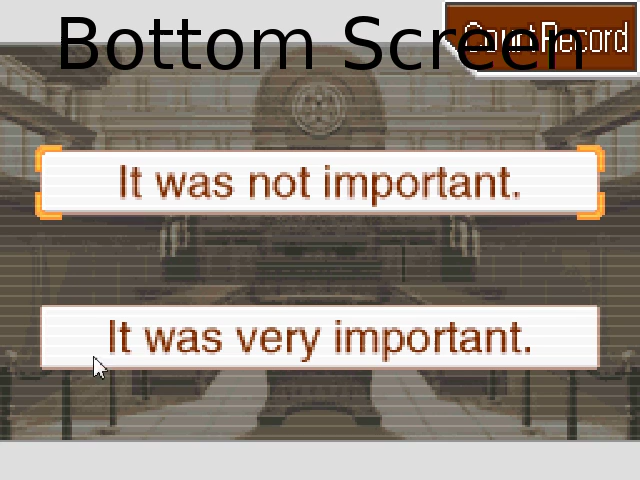 Bottom Screen
Court Record
It was not important.
It was very important.